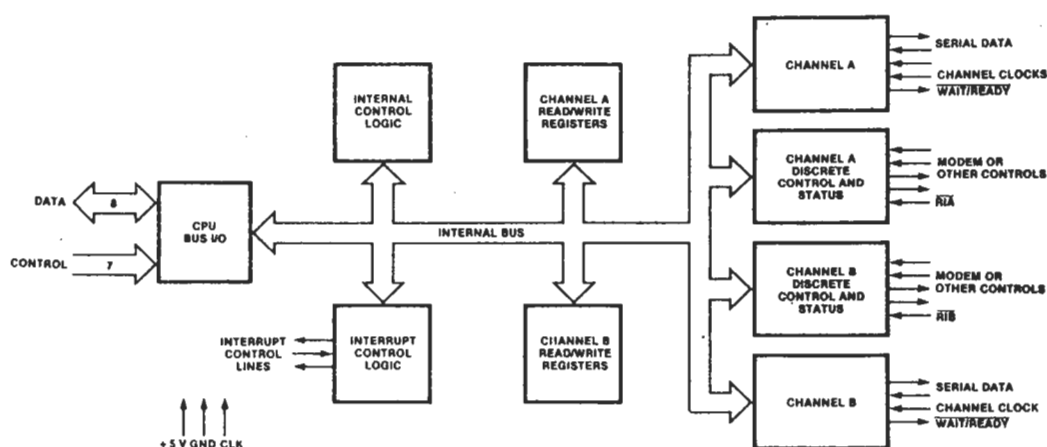 DATA
8
CONTROL
7
CPU
BUS I/O
INTERNAL
CONTROL
LOGIC
CHANNEL A
READ/WRITE
REGISTERS
INTERNAL BUS
INTERRUPT
CONTROL
LINES
INTERRUPT
CONTROL
LOGIC
CHANNEL B
READ/WRITE
REGISTERS
+5 V GND CLK
CHANNEL A
SERIAL DATA
CHANNEL CLOCKS
WAIT/READY
CHANNEL A
DISCRETE
CONTROL AND
STATUS
MODEM OR
OTHER CONTROLS
RIA
CHANNEL B
DISCRETE
CONTROL AND
STATUS
MODEM OR
OTHER CONTROLS
RIB
CHANNEL B
SERIAL DATA
CHANNEL CLOCK
WAIT/READY